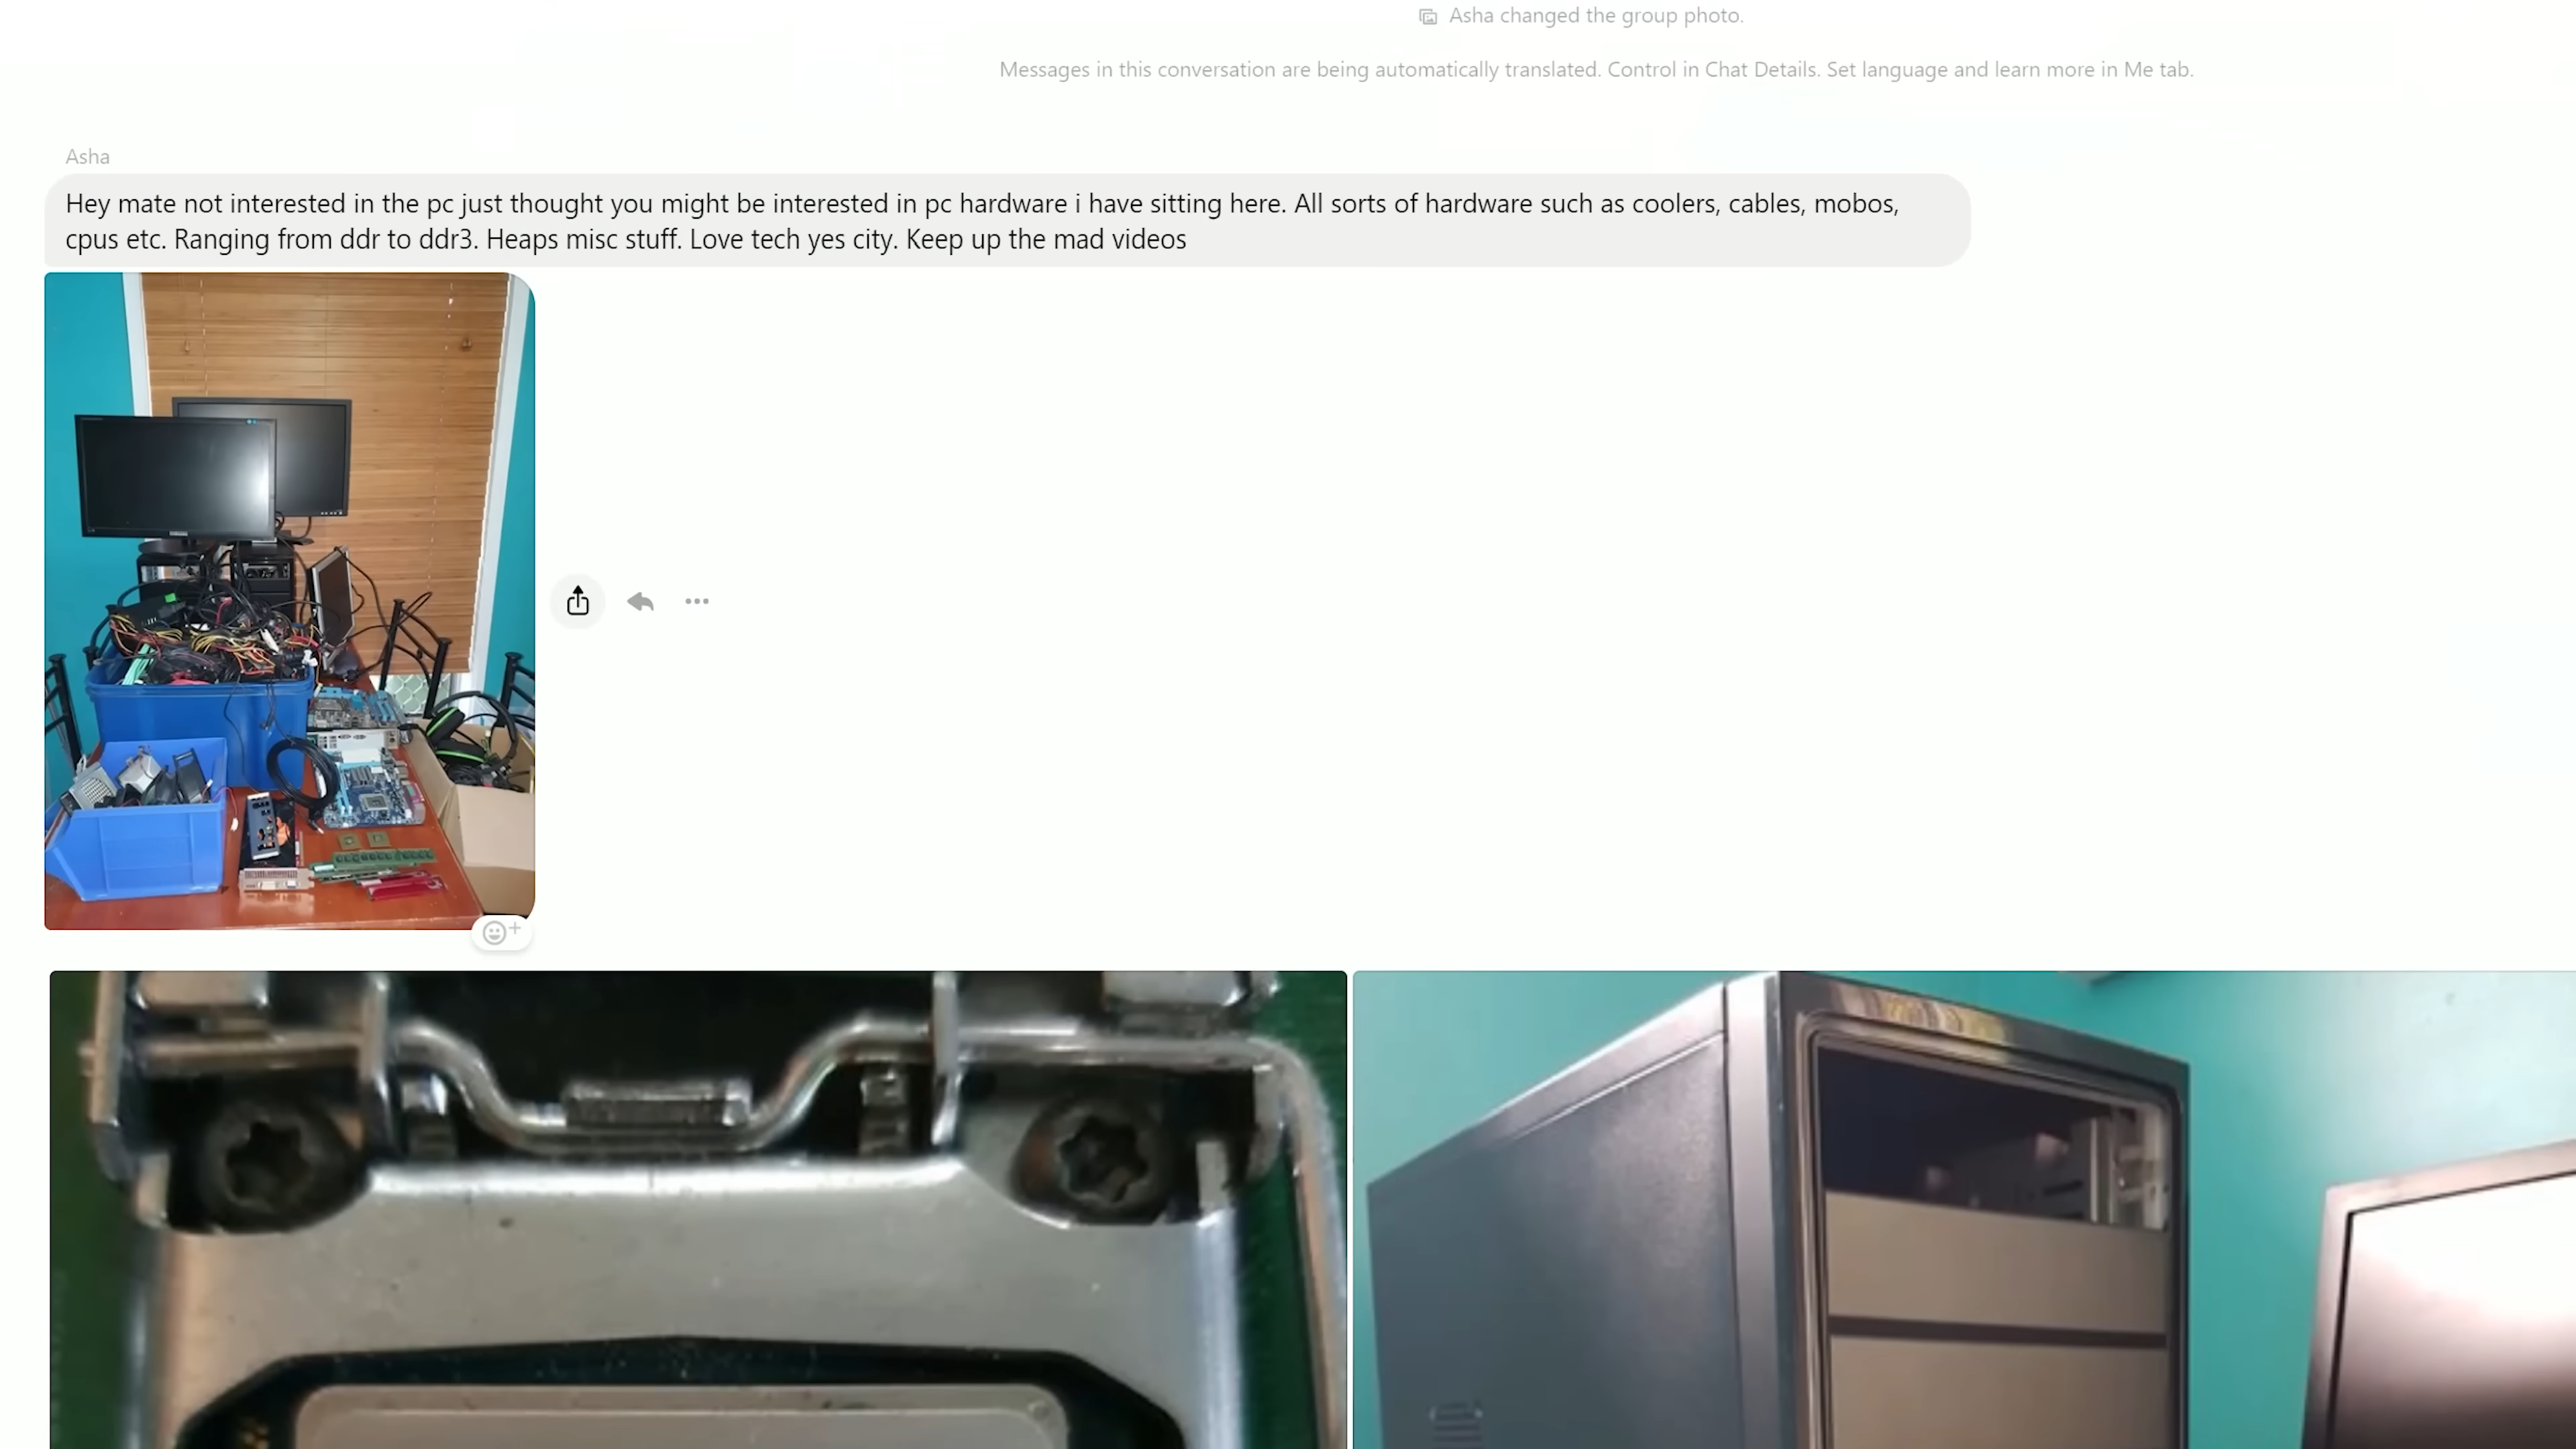 Asha changed the group photo.
Messages in this conversation are being automatically translated. Control in Chat Details. Set language and learn more in Me tab.
Asha
Hey mate not interested in the pc just thought you might be interested in pc hardware i have sitting here. All sorts of hardware such as coolers, cables, mobos,
cpus etc. Ranging from ddr to ddr3. Heaps misc stuff. Love tech yes city. Keep up the mad videos